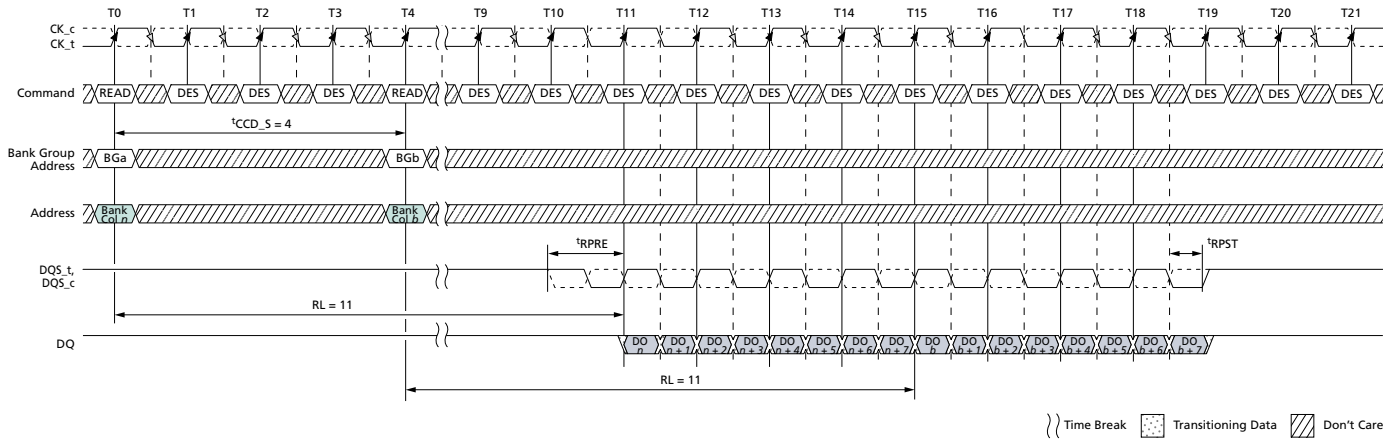 T0 T1 T2 T3 T4 T9 T10 T11 T12 T13 T14 T15 T16 T17 T18 T19 T20 T21
CK_c
CK_t
Command READ DES DES DES READ DES DES DES DES DES DES DES DES DES DES DES DES DES
tCCD_S = 4
Bank Group
Address
BGa BGb
Address
Bank
Col n
Bank
Col b
tRPRE tRPST
DQS_t,
DQS_c
RL = 11
DQ
DO
n
DO
n + 1
DO
n + 2
DO
n + 3
DO
n + 4
DO
n + 5
DO
n + 6
DO
n + 7
DO
b
DO
b + 1
DO
b + 2
DO
b + 3
DO
b + 4
DO
b + 5
DO
b + 6
DO
b + 7
RL = 11
Time Break Transitioning Data Don't Care